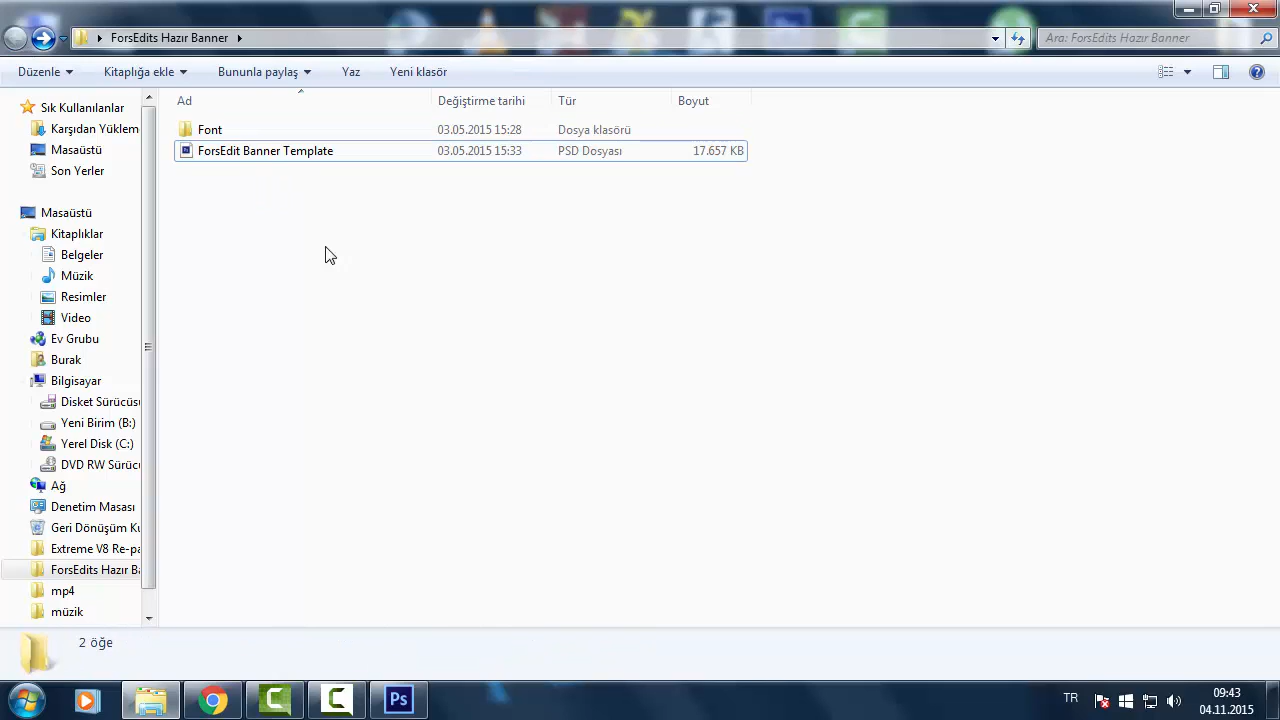 ForsEdits Hazır Banner
Ara: ForsEdits Hazır Banner
Düzenle Kitaplığa ekle Bununla paylaş Yaz Yeni klasör
Ad Değiştirme tarihi Tür Boyut
Font 03.05.2015 15:28 Dosya klasörü
ForsEdit Banner Template 03.05.2015 15:33 PSD Dosyası 17.657 KB
Sık Kullanılanlar
Karşıdan Yüklem
Masaüstü
Son Yerler
Masaüstü
Kitaplıklar
Belgeler
Müzik
Resimler
Video
Ev Grubu
Burak
Bilgisayar
Disket Sürücüsü
Yeni Birim (B:)
Yerel Disk (C:)
DVD RW Sürüc
Ağ
Denetim Masası
Geri Dönüşüm Ku
Extreme V8 Re-pa
ForsEdits Hazır Ba
mp4
müzik
2 öğe
Ps
TR
09:43
04.11.2015